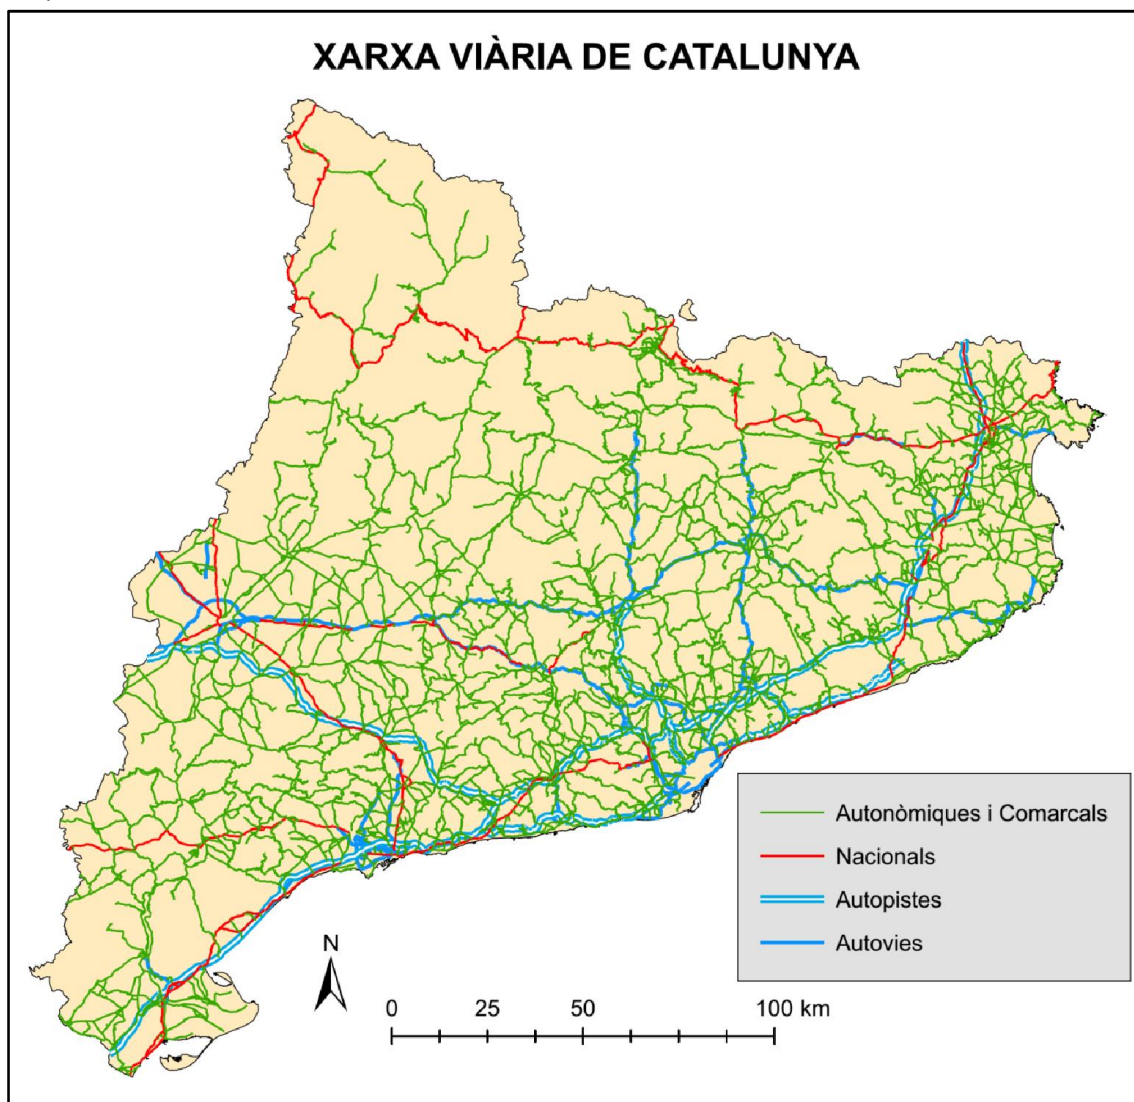 XARXA VIÀRIA DE CATALUNYA
Autonòmiques i Comarcals
Nacionals
Autopistes
Autovies
N
0 25 50 100 km